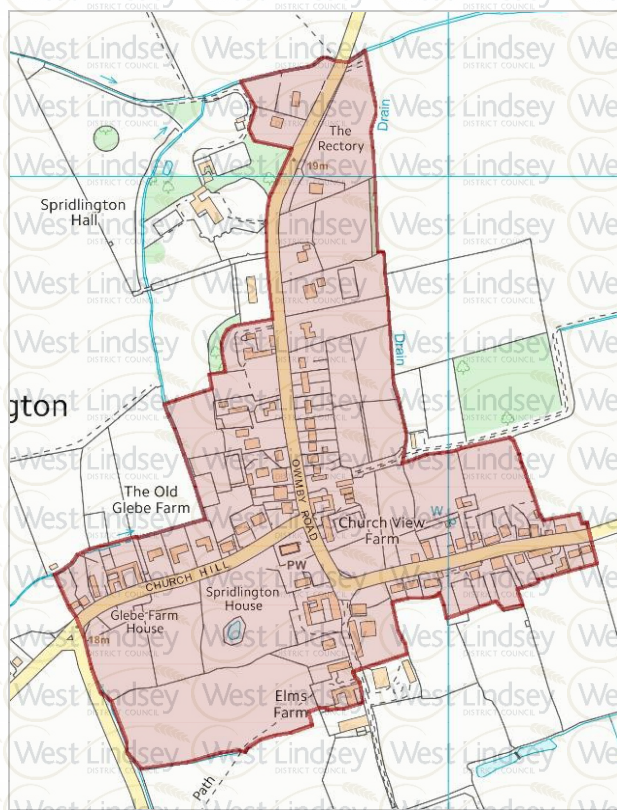 West Lindsey
DISTRICT COUNCIL
The
Rectory
Drain
19m
Spridlington
Hall
Drain
gton
The Old
Glebe Farm
OWMBY ROAD
W
Church View
Farm
CHURCH HILL
PW
Spridlington
House
Glebe Farm
House
18m
Elms
Farm
Path